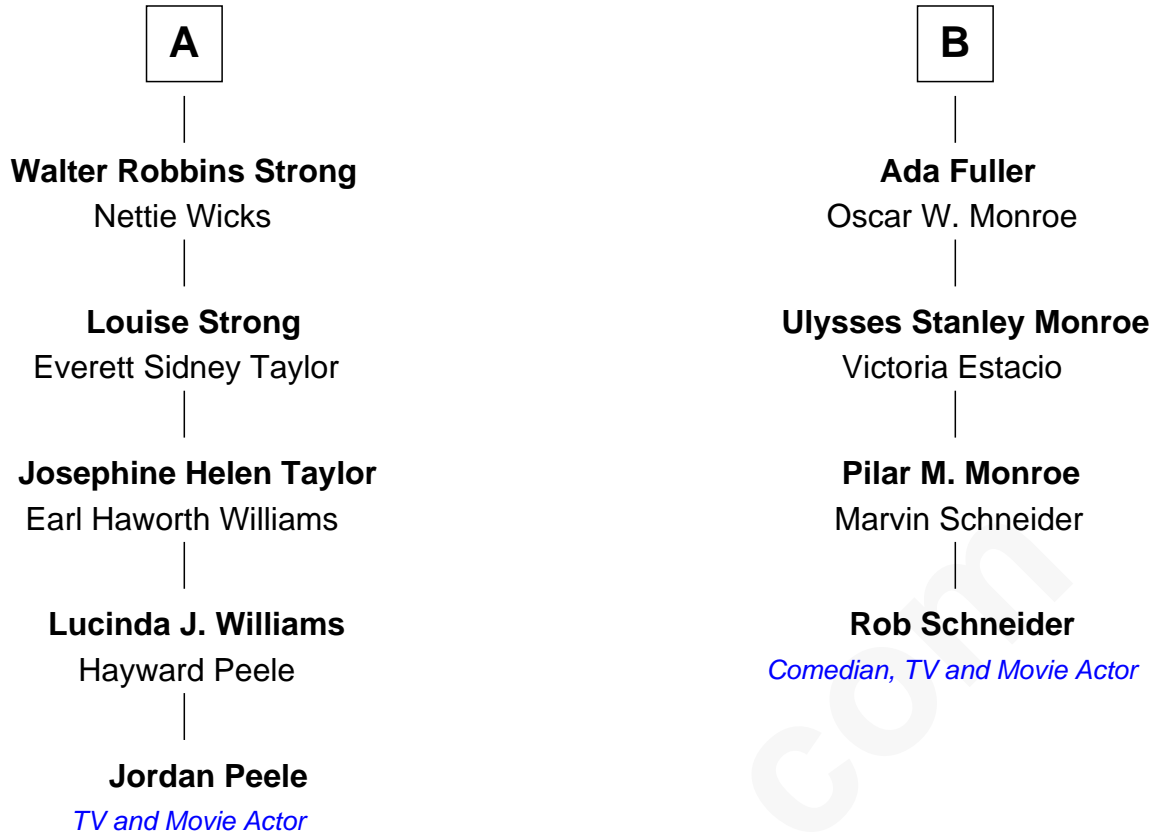 A
Walter Robbins Strong
Nettie Wicks
Louise Strong
Everett Sidney Taylor
Josephine Helen Taylor
Earl Haworth Williams
Lucinda J. Williams
Hayward Peele
Jordan Peele
TV and Movie Actor
B
Ada Fuller
Oscar W. Monroe
Ulysses Stanley Monroe
Victoria Estacio
Pilar M. Monroe
Marvin Schneider
Rob Schneider
Comedian, TV and Movie Actor
com